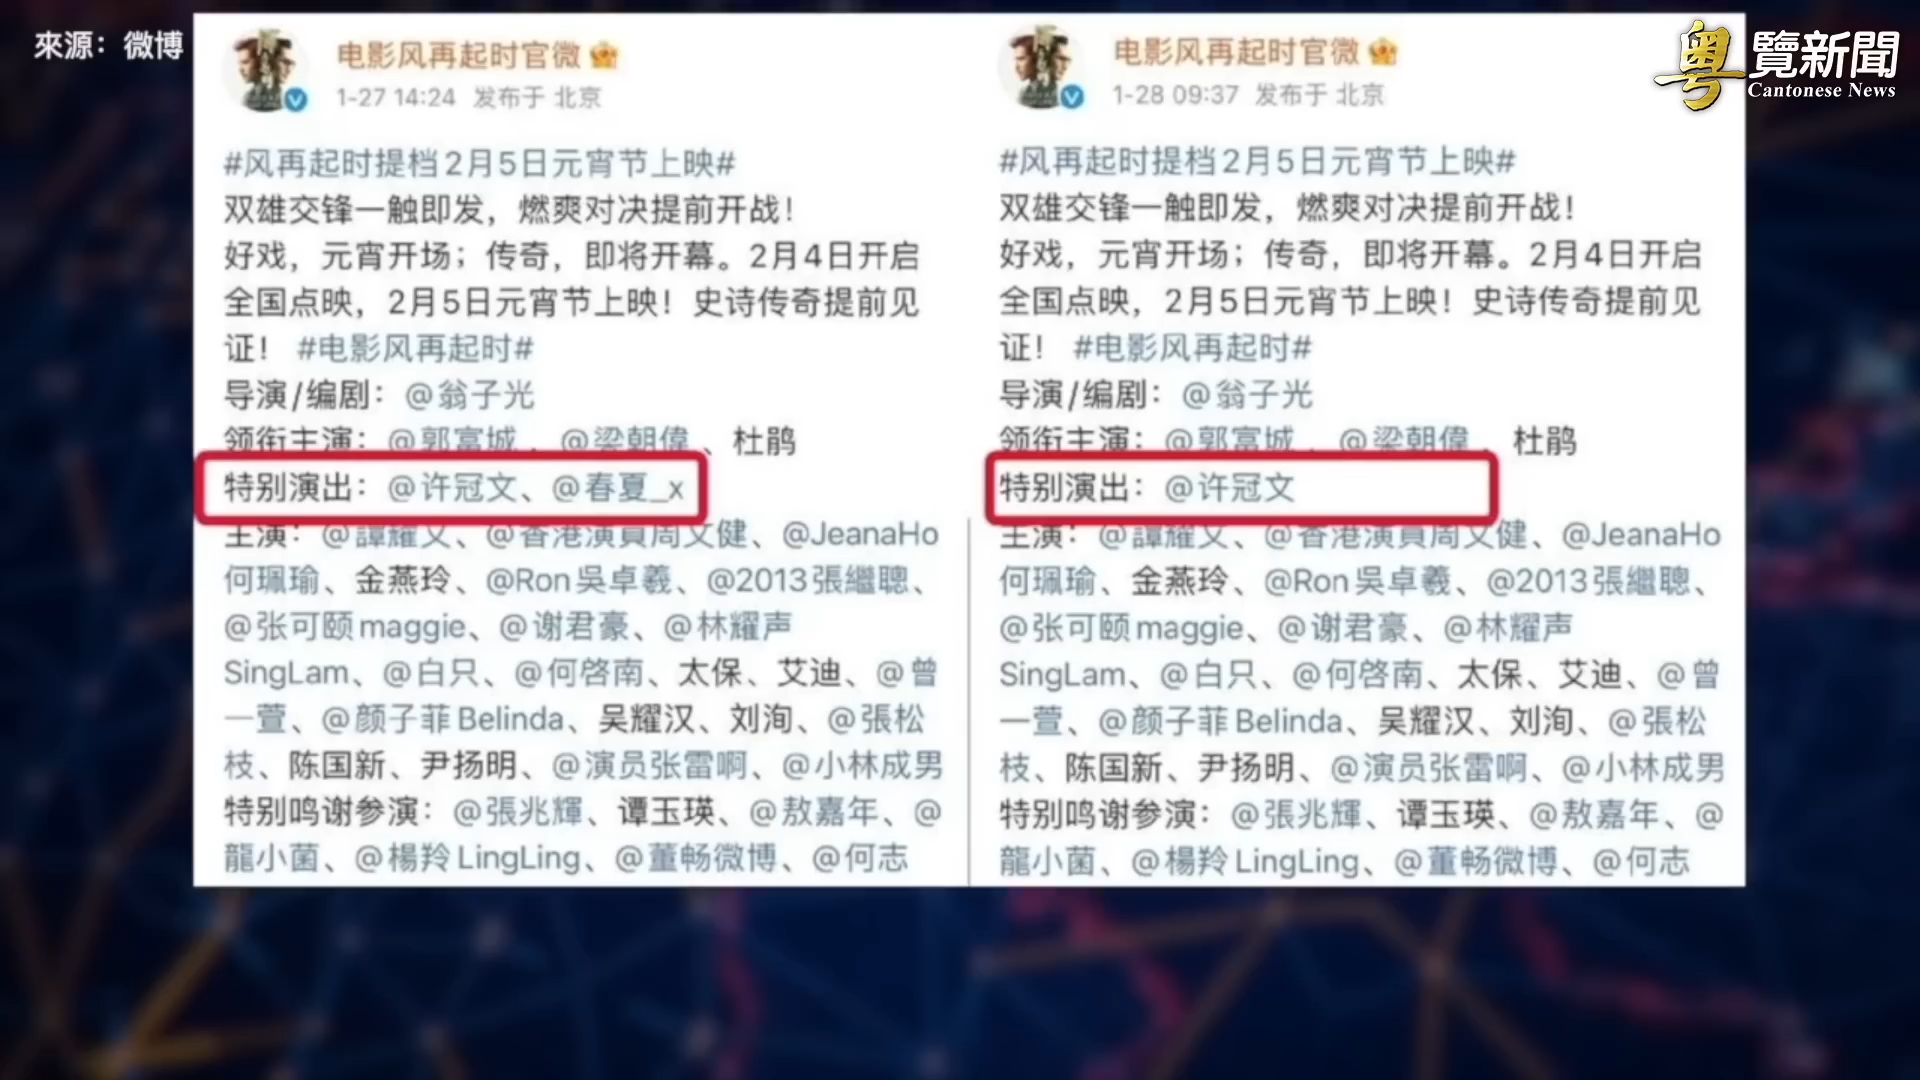 來源：微博
粵覽新聞
Cantonese News
电影风再起时官微
1-27 14:24 发布于 北京
#风再起时提档2月5日元宵节上映#
双雄交锋一触即发，燃爽对决提前开战！
好戏，元宵开场；传奇，即将开幕。2月4日开启
全国点映，2月5日元宵节上映！史诗传奇提前见
证！ #电影风再起时#
导演/编剧：@翁子光
领衔主演：@郭富城 、@梁朝偉 、杜鹃
特别演出：@许冠文、@春夏_x
主演：@譚耀文、@香港演員周文健、@JeanaHo
何珮瑜、金燕玲、@Ron吳卓羲、@2013張繼聰、
@张可颐maggie、@谢君豪、@林耀声
SingLam、@白只、@何啓南、太保、艾迪、@曾
一萱、@颜子菲Belinda、吴耀汉、刘洵、@張松
枝、陈国新、尹扬明、@演员张雷啊、@小林成男
特别鸣谢参演：@張兆輝、谭玉瑛、@敖嘉年、@
龍小菌、@楊羚LingLing、@董畅微博、@何志
电影风再起时官微
1-28 09:37 发布于 北京
#风再起时提档2月5日元宵节上映#
双雄交锋一触即发，燃爽对决提前开战！
好戏，元宵开场；传奇，即将开幕。2月4日开启
全国点映，2月5日元宵节上映！史诗传奇提前见
证！ #电影风再起时#
导演/编剧：@翁子光
领衔主演：@郭富城 、@梁朝偉 、杜鹃
特别演出：@许冠文
主演：@譚耀文、@香港演員周文健、@JeanaHo
何珮瑜、金燕玲、@Ron吳卓羲、@2013張繼聰、
@张可颐maggie、@谢君豪、@林耀声
SingLam、@白只、@何啓南、太保、艾迪、@曾
一萱、@颜子菲Belinda、吴耀汉、刘洵、@張松
枝、陈国新、尹扬明、@演员张雷啊、@小林成男
特别鸣谢参演：@張兆輝、谭玉瑛、@敖嘉年、@
龍小菌、@楊羚LingLing、@董畅微博、@何志